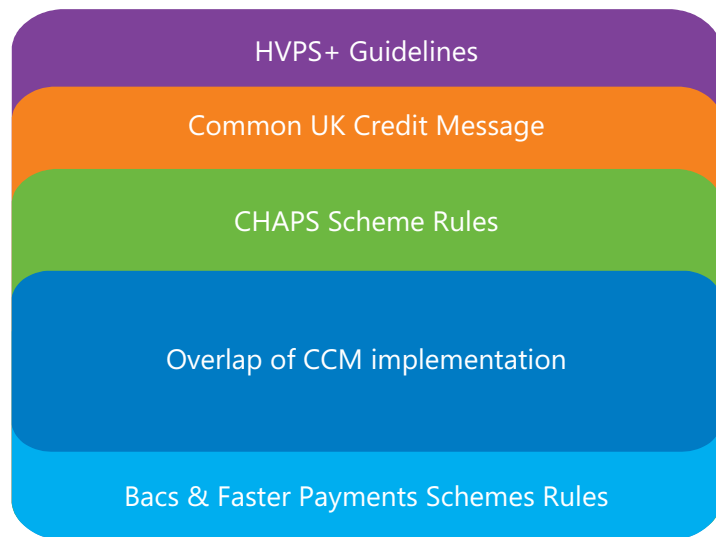 HVPS+ Guidelines
Common UK Credit Message
CHAPS Scheme Rules
Overlap of CCM implementation
Bacs & Faster Payments Schemes Rules